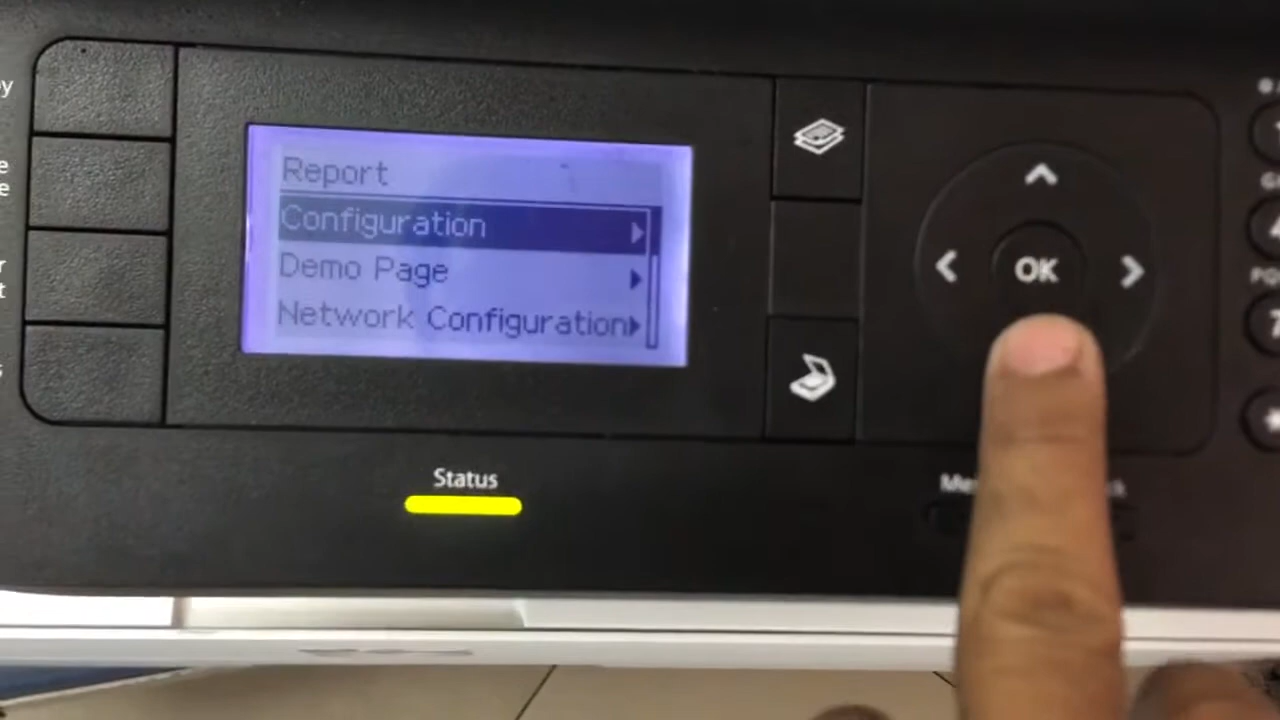 Report
Configuration
Demo Page
Network Configuration
OK
Status